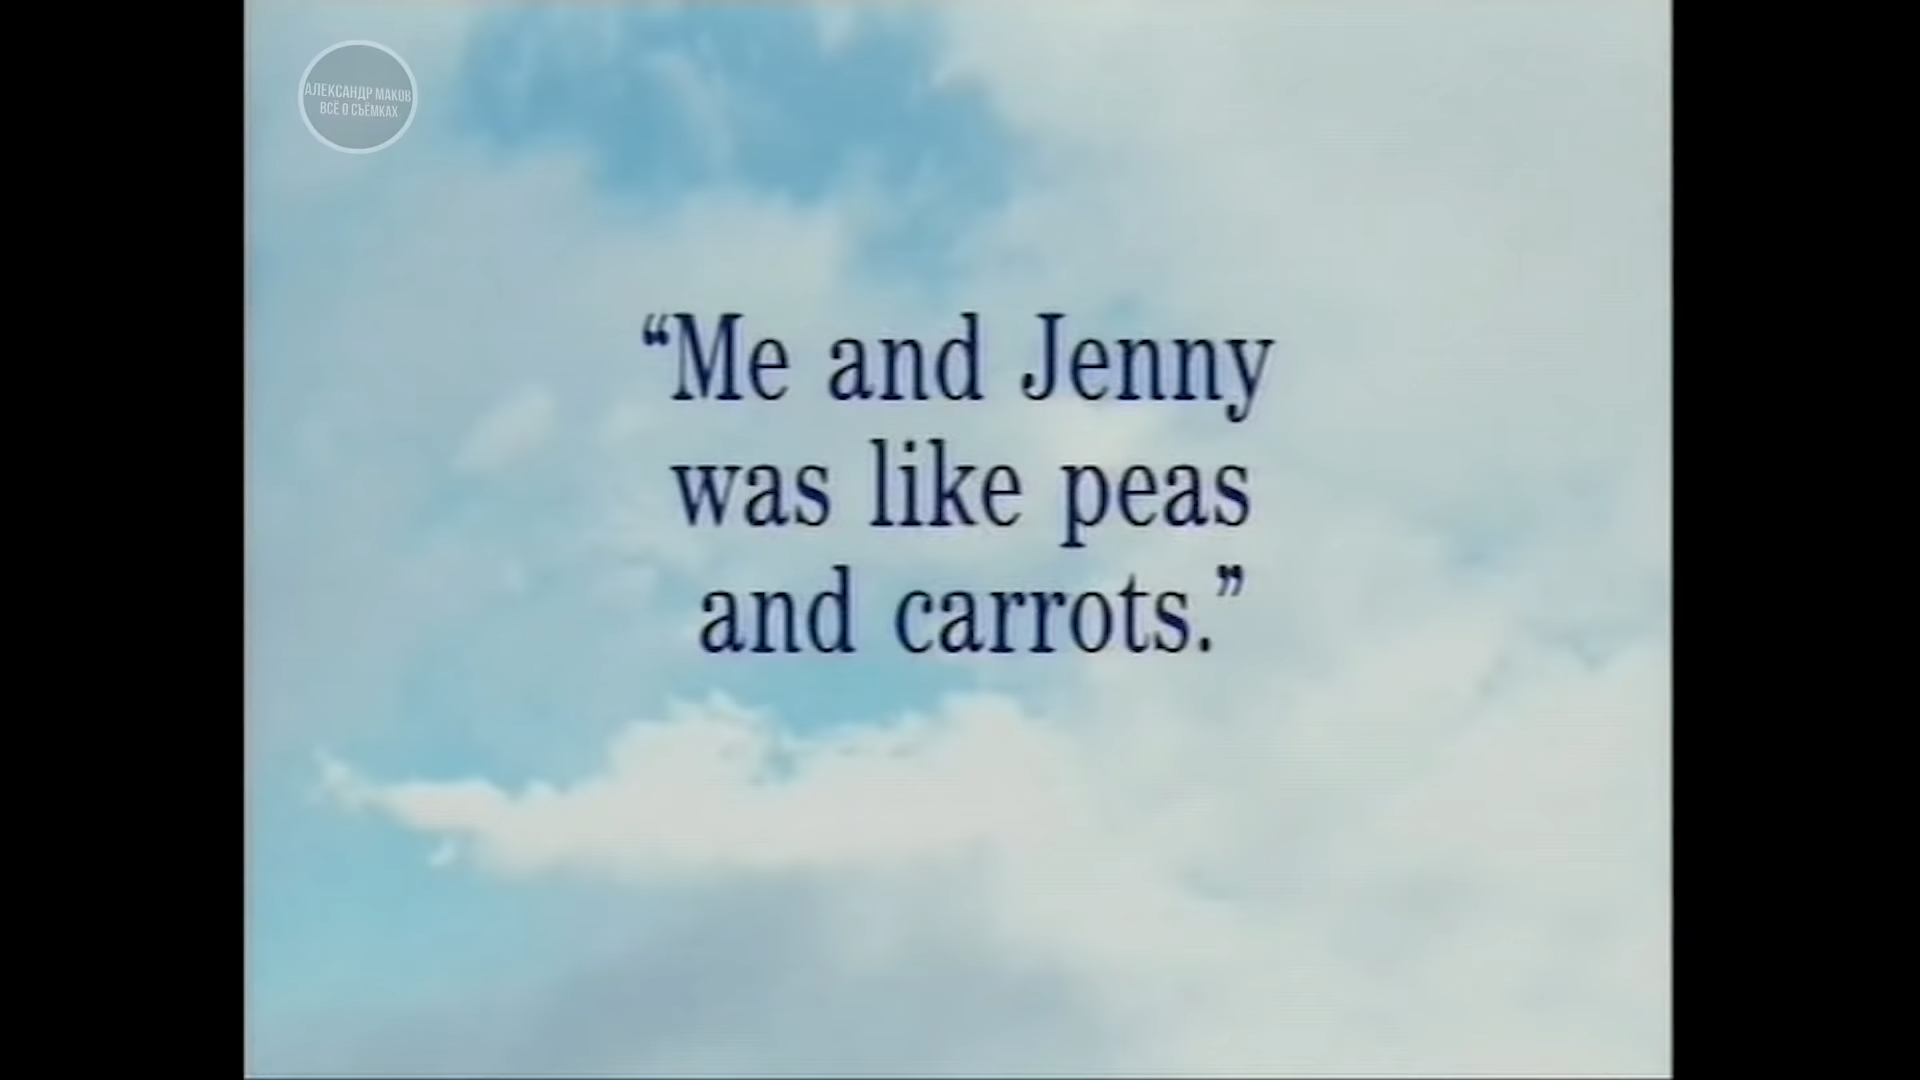 АЛЕКСАНДР МАКОВ
ВСЁ О СЪЁМКАХ
“Me and Jenny
was like peas
and carrots.”